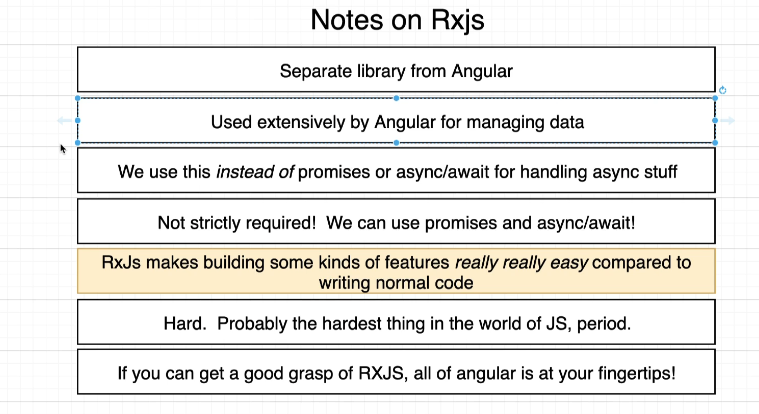 Notes on Rxjs
Separate library from Angular
Used extensively by Angular for managing data
We use this instead of promises or async/await for handling async stuff
Not strictly required!  We can use promises and async/await!
RxJs makes building some kinds of features really really easy compared to
writing normal code
Hard.  Probably the hardest thing in the world of JS, period.
If you can get a good grasp of RXJS, all of angular is at your fingertips!